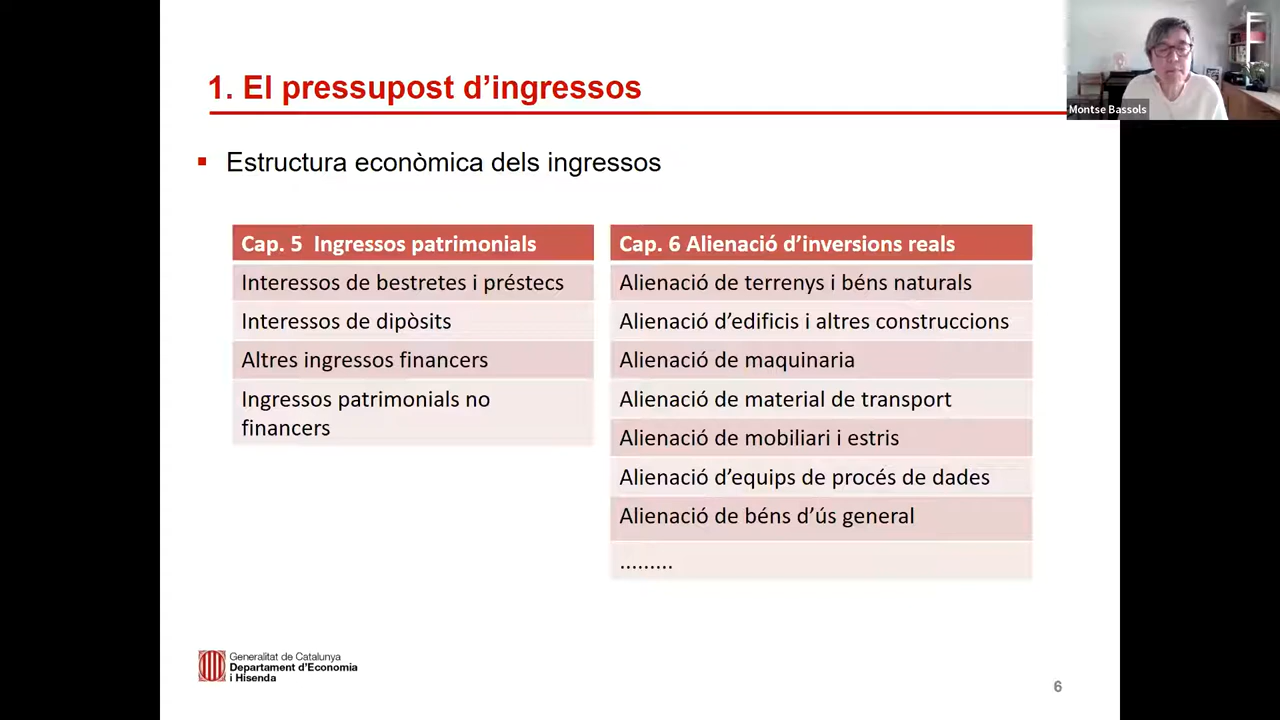 1. El pressupost d’ingressos
Montse Bassols
▪ Estructura econòmica dels ingressos
Cap. 5 Ingressos patrimonials
Interessos de bestretes i préstecs
Interessos de dipòsits
Altres ingressos financers
Ingressos patrimonials no
financers
Cap. 6 Alienació d’inversions reals
Alienació de terrenys i béns naturals
Alienació d’edificis i altres construccions
Alienació de maquinaria
Alienació de material de transport
Alienació de mobiliari i estris
Alienació d’equips de procés de dades
Alienació de béns d’ús general
.........
Generalitat de Catalunya
Departament d’Economia
i Hisenda
6